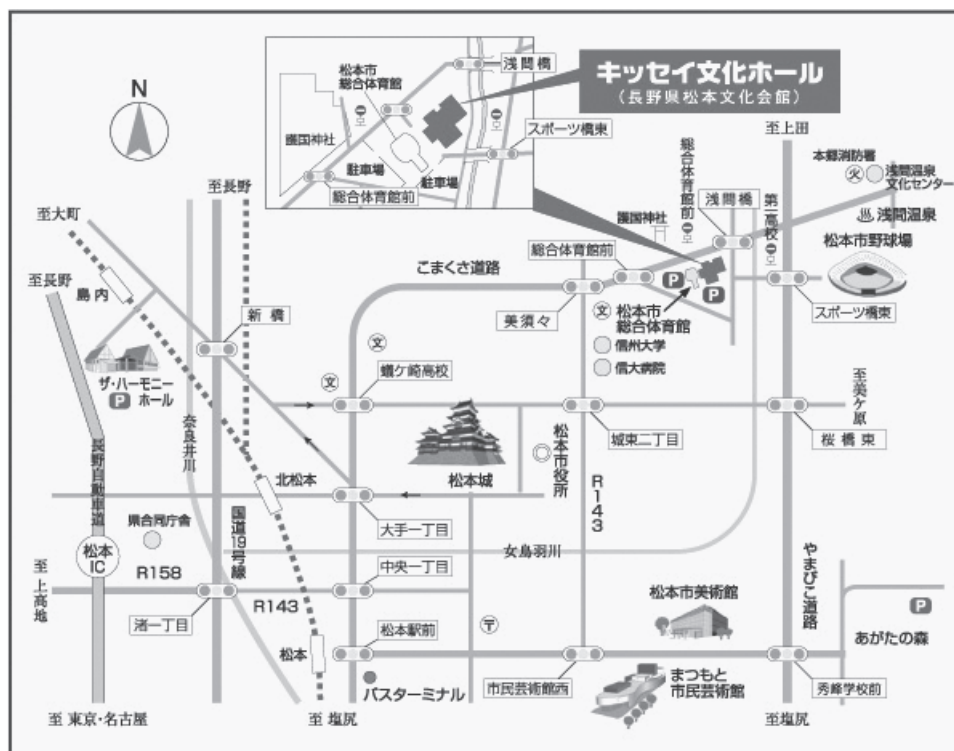 キッセイ文化ホール
(長野県松本文化会館)
浅間橋
松本市
総合体育館
護国神社
スポーツ橋東
駐車場
駐車場
総合体育館前
N
至上田
本郷消防署
火
浅間温泉
文化センター
浅間温泉
総合体育館前
浅間橋
第一高校
松本市野球場
護国神社
至長野
至大町
至長野
島内
こまくさ道路
総合体育館前
P
P
スポーツ橋東
新橋
美須々
文
松本市
総合体育館
信州大学
信大病院
文
蟻ケ崎高校
文
ザ・ハーモニー
ホール
P
至美ケ原
城東二丁目
桜橋東
奈良井川
長野自動車道
松本城
松本市役所
R143
北松本
大手一丁目
県合同庁舎
国道19号線
女鳥羽川
やまびこ道路
松本
IC
至上高地
R158
中央一丁目
R143
渚一丁目
松本市美術館
P
あがたの森
〒
松本駅前
松本
バスターミナル
市民芸術館西
まつもと
市民芸術館
秀峰学校前
至 東京・名古屋
至 塩尻
至塩尻